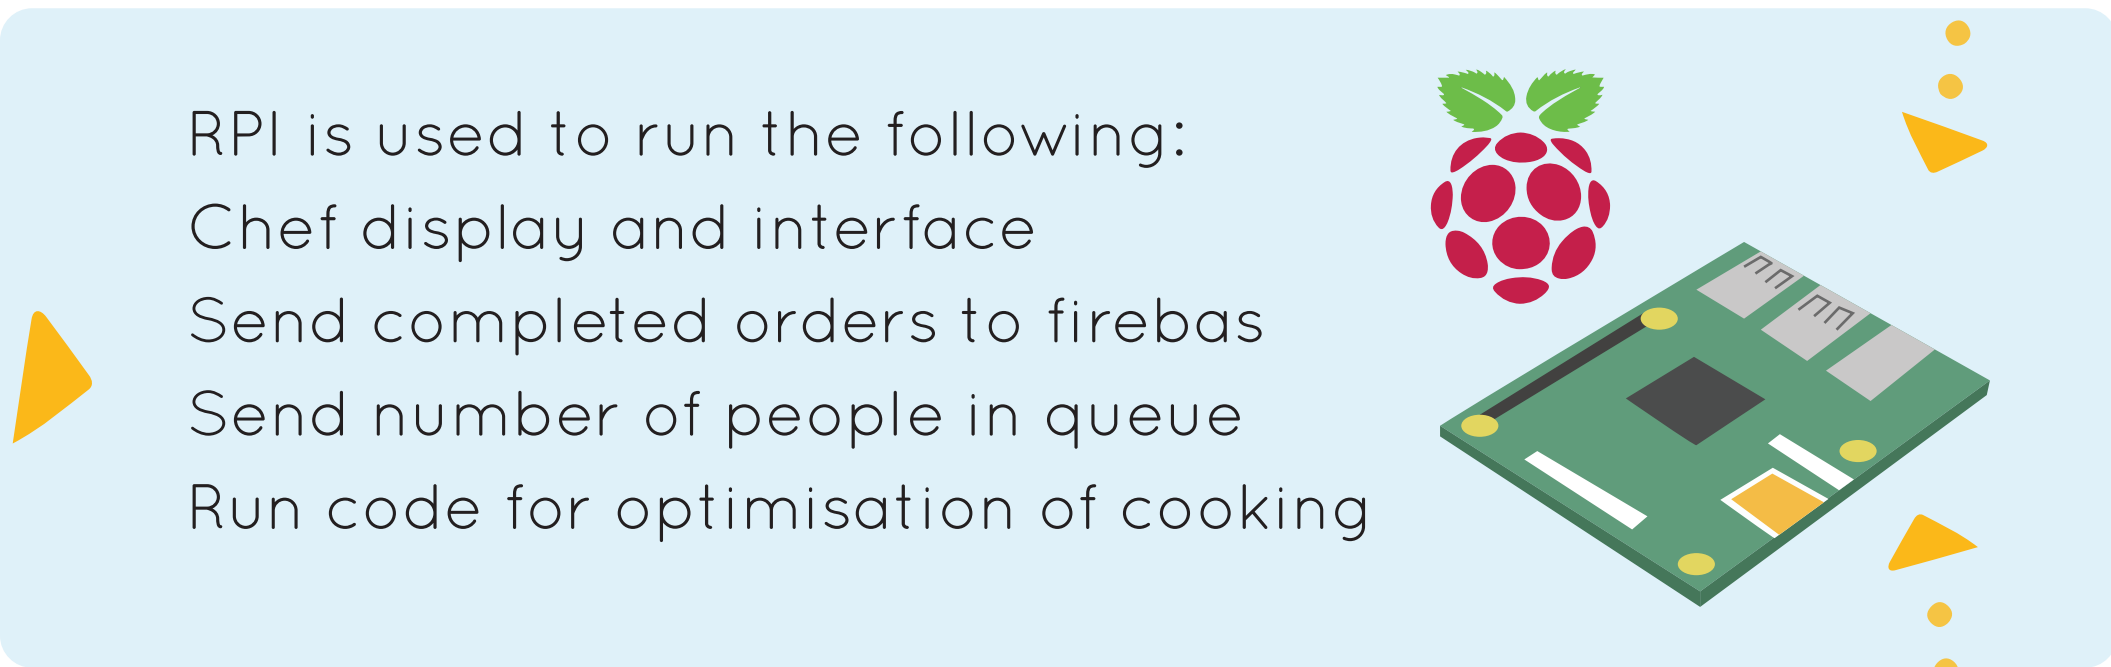 RPI is used to run the following:
Chef display and interface
Send completed orders to firebas
Send number of people in queue
Run code for optimisation of cooking